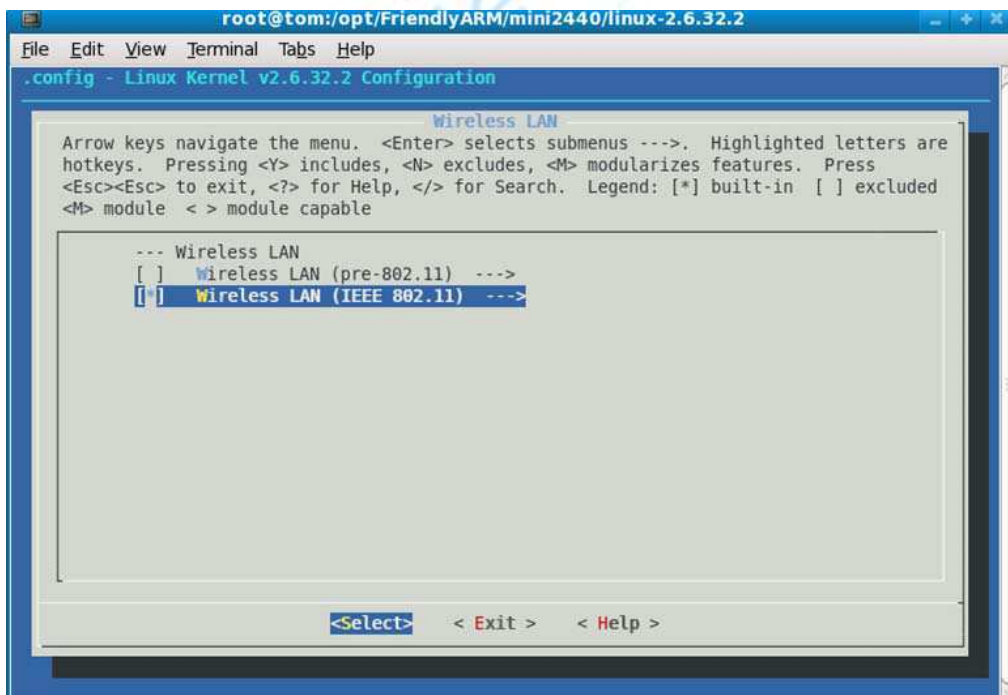 root@tom:/opt/FriendlyARM/mini2440/linux-2.6.32.2
File Edit View Terminal Tabs Help
.config - Linux Kernel v2.6.32.2 Configuration
Wireless LAN
Arrow keys navigate the menu. <Enter> selects submenus --->. Highlighted letters are
hotkeys. Pressing <Y> includes, <N> excludes, <M> modularizes features. Press
<Esc><Esc> to exit, <?> for Help, </> for Search. Legend: [*] built-in [ ] excluded
<M> module < > module capable
--- Wireless LAN
[ ] Wireless LAN (pre-802.11) --->
[*] Wireless LAN (IEEE 802.11) --->
<Select> < Exit > < Help >